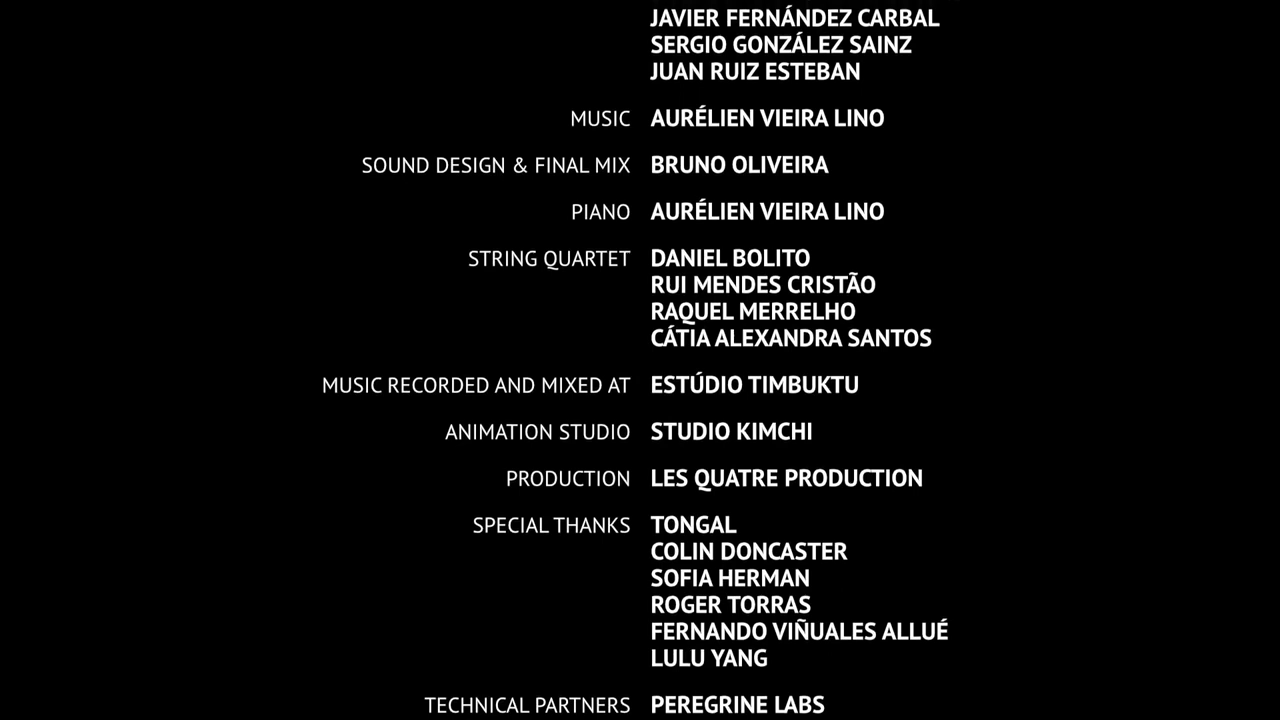 JAVIER FERNÁNDEZ CARBAL
SERGIO GONZÁLEZ SAINZ
JUAN RUIZ ESTEBAN
MUSIC AURÉLIEN VIEIRA LINO
SOUND DESIGN & FINAL MIX BRUNO OLIVEIRA
PIANO AURÉLIEN VIEIRA LINO
STRING QUARTET DANIEL BOLITO
RUI MENDES CRISTÃO
RAQUEL MERRELHO
CÁTIA ALEXANDRA SANTOS
MUSIC RECORDED AND MIXED AT ESTÚDIO TIMBUKTU
ANIMATION STUDIO STUDIO KIMCHI
PRODUCTION LES QUATRE PRODUCTION
SPECIAL THANKS TONGAL
COLIN DONCASTER
SOFIA HERMAN
ROGER TORRAS
FERNANDO VIÑUALES ALLUÉ
LULU YANG
TECHNICAL PARTNERS PEREGRINE LABS